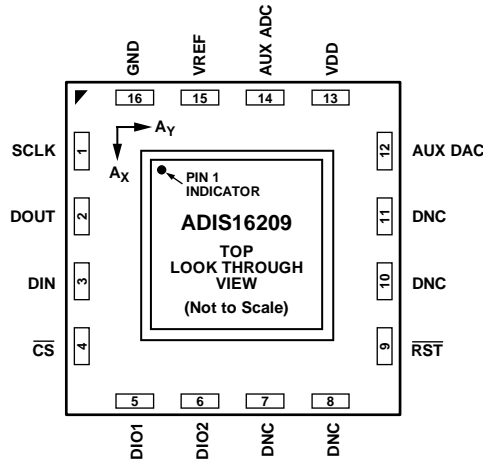 GND
VREF
AUX ADC
VDD
16
15
14
13
SCLK
1
DOUT
2
DIN
3
CS
4
AY
AX
PIN 1
INDICATOR
ADIS16209
TOP
LOOK THROUGH
VIEW
(Not to Scale)
12
AUX DAC
11
DNC
10
DNC
9
RST
5
6
7
8
DIO1
DIO2
DNC
DNC